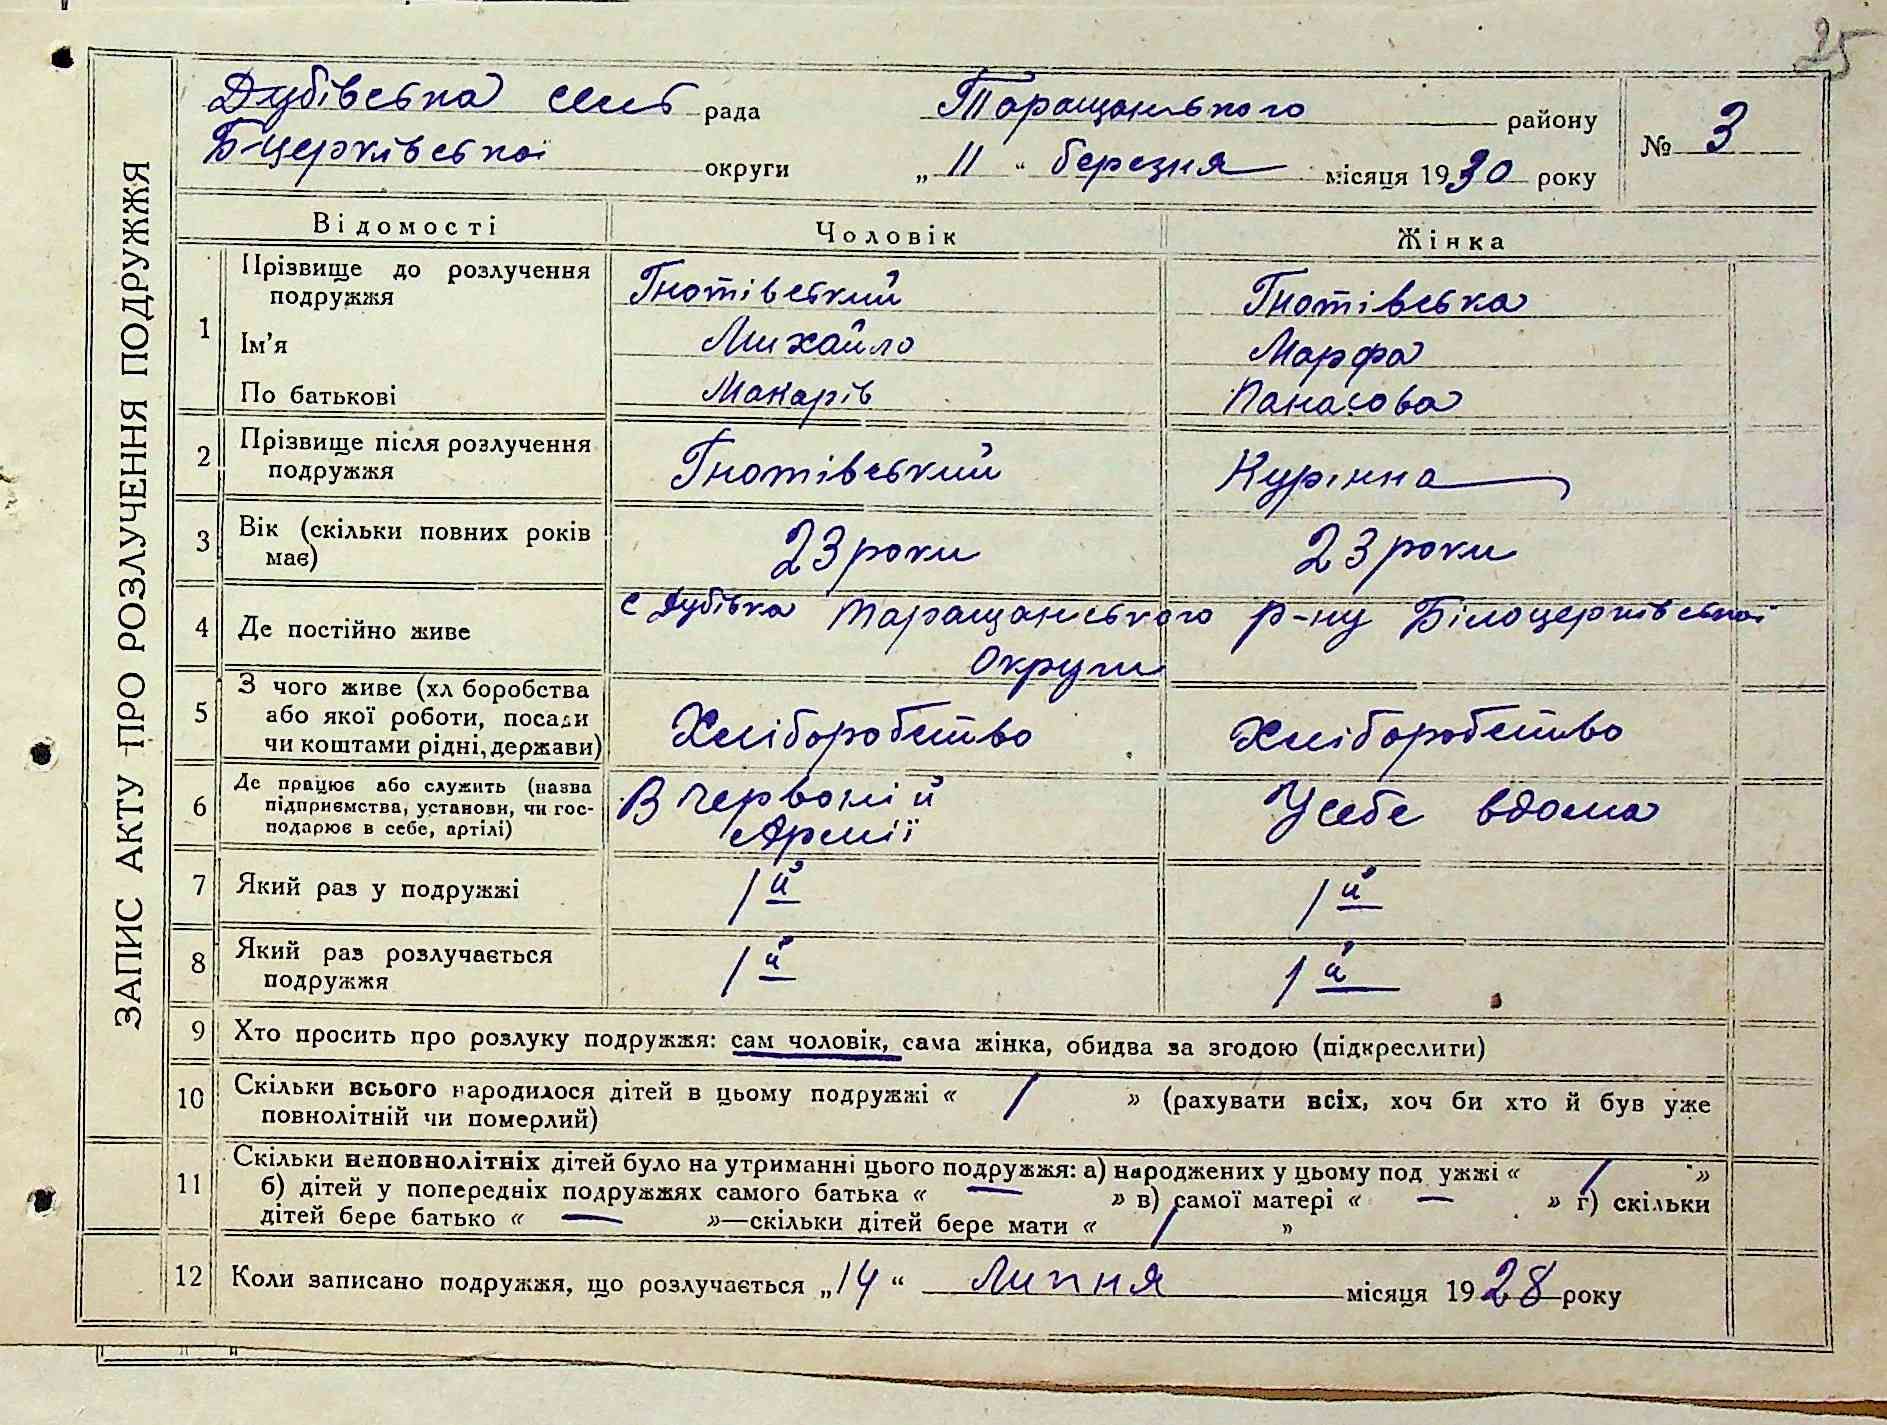 25
ЗАПИС АКТУ ПРО РОЗЛУЧЕННЯ ПОДРУЖЖЯ
Дубівська сель рада Таращанського району
№ 3
Б-церківської округи „11“ березня місяця 1930 року
Відомості Чоловік Жінка
1 Прізвище до розлучення подружжя Гнотівський Гнотівська
Ім'я Михайло Марфа
По батькові Макарів Панасова
2 Прізвище після розлучення подружжя Гнотівський Курінна
3 Вік (скільки повних років має) 23 роки 23 роки
4 Де постійно живе с Дубівка Таращанського р-ну Білоцерківської
Округи
5 З чого живе (хл боробства
або якої роботи, посади
чи коштами рідні, держави) Хліборобство Хліборобство
6 Де працює або служить (назва
підприємства, установи, чи гос-
подарює в себе, артілі) В Червоній Армії У себе вдома
7 Який раз у подружжі 1й 1й
8 Який раз розлучається подружжя 1й 1й
9 Хто просить про розлуку подружжя: сам чоловік, сама жінка, обидва за згодою (підкреслити)
10 Скільки всього народилося дітей в цьому подружжі « 1 » (рахувати всіх, хоч би хто й був уже
повнолітній чи померлий)
11 Скільки неповнолітніх дітей було на утриманні цього подружжя: а) народжених у цьому под ужжі « 1 »
б) дітей у попередніх подружжях самого батька « — » в) самої матері « — » г) скільки
дітей бере батько « — »—скільки дітей бере мати « 1 »
12 Коли записано подружжя, що розлучається „14“ Липня місяця 1928 року